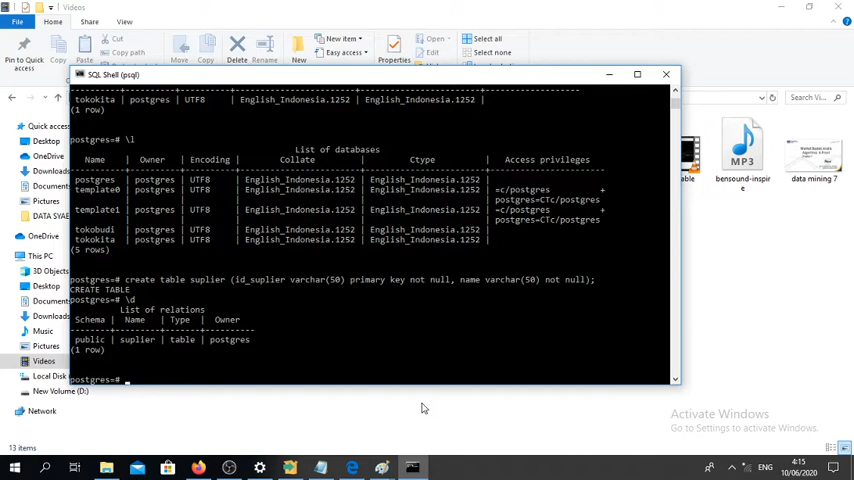 Videos
File
Home
Share
View
Pin to Quick access
Copy
Paste
Cut
Copy path
Paste shortcut
Move
Copy
Delete
Rename
New
New item
Easy access
Properties
Open
Edit
Select all
Select none
Search Vi...
SQL Shell (psql)
tokokita | postgres | UTF8 | English_Indonesia.1252 | English_Indonesia.1252 |
(1 row)
postgres=# \l
List of databases
Name | Owner | Encoding | Collate | Ctype | Access privileges
postgres | postgres | UTF8 | English_Indonesia.1252 | English_Indonesia.1252 |
template0 | postgres | UTF8 | English_Indonesia.1252 | English_Indonesia.1252 | =c/postgres +
| | | | | postgres=CTc/postgres
template1 | postgres | UTF8 | English_Indonesia.1252 | English_Indonesia.1252 | =c/postgres +
| | | | | postgres=CTc/postgres
tokobudi | postgres | UTF8 | English_Indonesia.1252 | English_Indonesia.1252 |
tokokita | postgres | UTF8 | English_Indonesia.1252 | English_Indonesia.1252 |
(5 rows)
postgres=# create table suplier (id_suplier varchar(50) primary key not null, name varchar(50) not null);
CREATE TABLE
postgres=# \d
List of relations
Schema | Name | Type | Owner
public | suplier | table | postgres
(1 row)
postgres=#
Quick access
Desktop
OneDrive
Downloads
Documents
Pictures
DATA SYAE
OneDrive
This PC
3D Objects
Desktop
Documents
Downloads
Music
Pictures
Videos
Local Disk
New Volume (D:)
Network
MP3
bensound-inspire
data mining 7
13 items
Activate Windows
Go to Settings to activate Windows.
ENG
4:15
10/06/2020